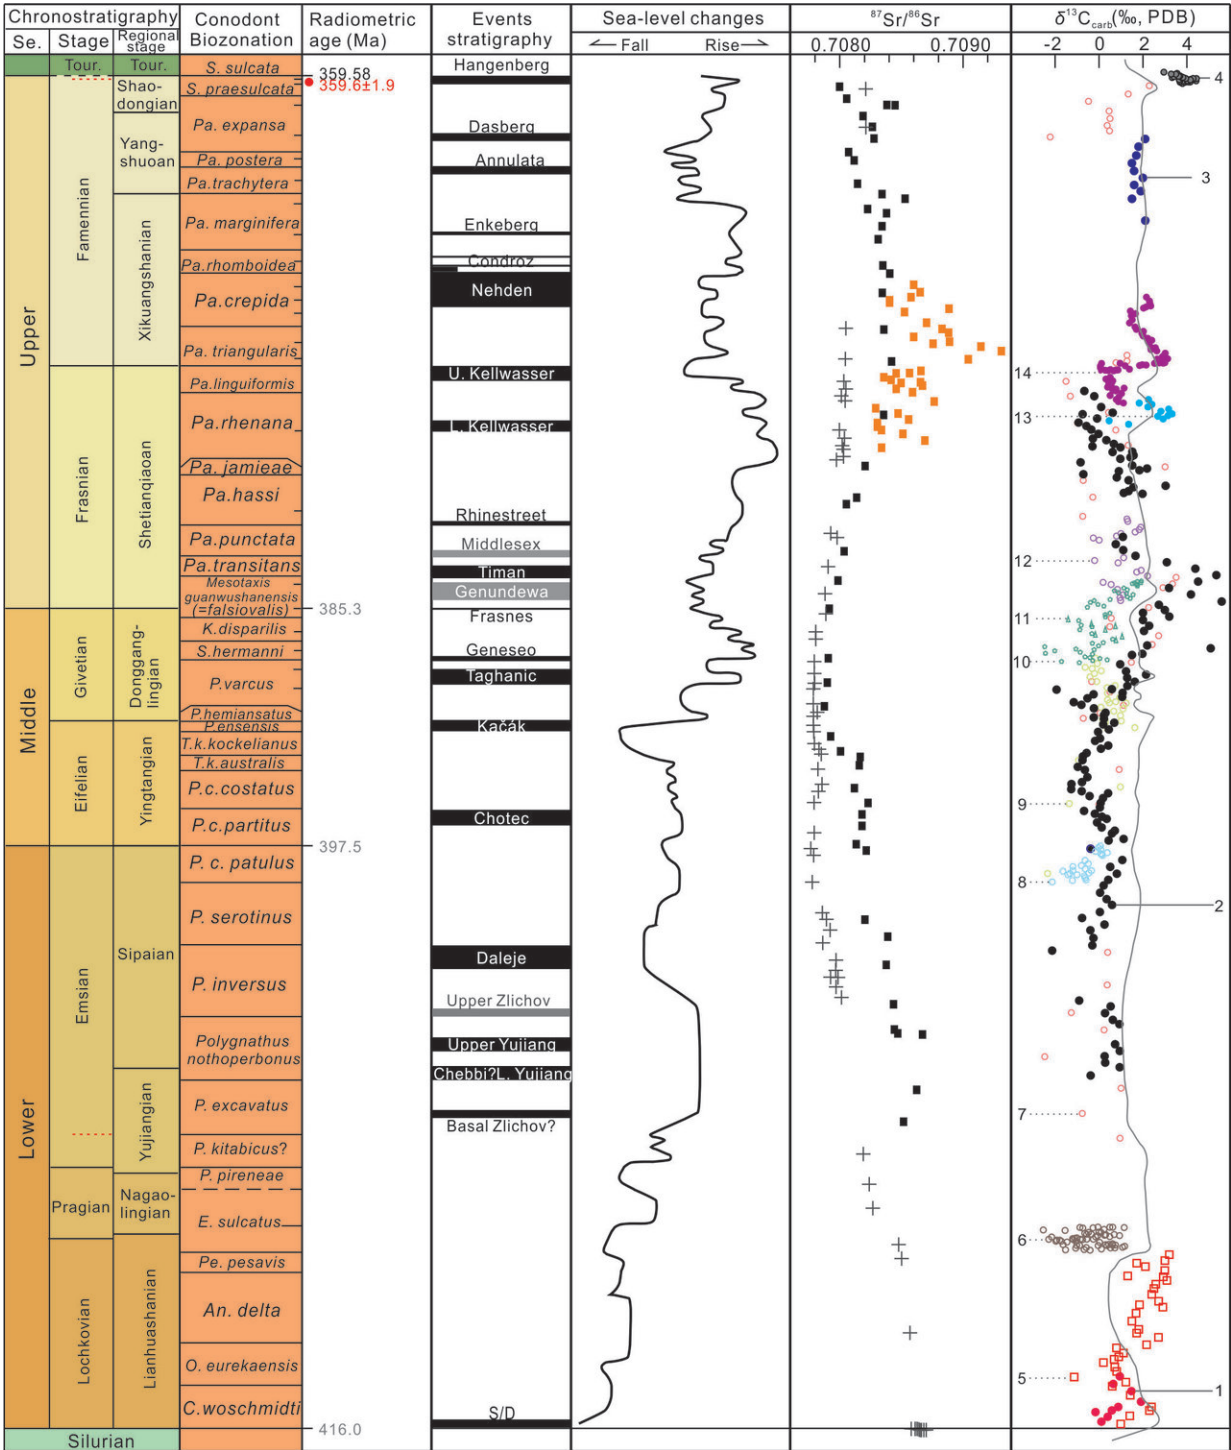 Chronostratigraphy
Se.
Stage
Regional
stage
Conodont
Biozonation
Radiometric
age (Ma)
Events
stratigraphy
Sea-level changes
Fall
Rise
87Sr/86Sr
0.7080
0.7090
δ13Ccarb(‰, PDB)
-2
0
2
4
Tour.
Tour.
Upper
Middle
Lower
Silurian
Famennian
Frasnian
Givetian
Eifelian
Emsian
Pragian
Lochkovian
Shao-
dongian
Yang-
shuoan
Xikuangshanian
Shetianqiaoan
Donggang-
lingian
Yingtangian
Sipaian
Yujiangian
Nagao-
lingian
Lianhuashanian
S. sulcata
S. praesulcata
Pa. expansa
Pa. postera
Pa.trachytera
Pa. marginifera
Pa.rhomboidea
Pa.crepida
Pa. triangularis
Pa.linguiformis
Pa.rhenana
Pa. jamieae
Pa.hassi
Pa.punctata
Pa.transitans
Mesotaxis
guanwushanensis
(=falsiovalis)
K.disparilis
S.hermanni
P.varcus
P.hemiansatus
P.ensensis
T.k.kockelianus
T.k.australis
P.c.costatus
P.c.partitus
P. c. patulus
P. serotinus
P. inversus
Polygnathus
nothoperbonus
P. excavatus
P. kitabicus?
P. pireneae
E. sulcatus
Pe. pesavis
An. delta
O. eurekaensis
C.woschmidti
359.58
359.6±1.9
385.3
397.5
416.0
Hangenberg
Dasberg
Annulata
Enkeberg
Condroz
Nehden
U. Kellwasser
L. Kellwasser
Rhinestreet
Middlesex
Timan
Genundewa
Frasnes
Geneseo
Taghanic
Kačák
Chotec
Daleje
Upper Zlichov
Upper Yujiang
Chebbi?L. Yujiang
Basal Zlichov?
S/D
4
3
14
13
12
11
10
9
8
2
7
6
5
1